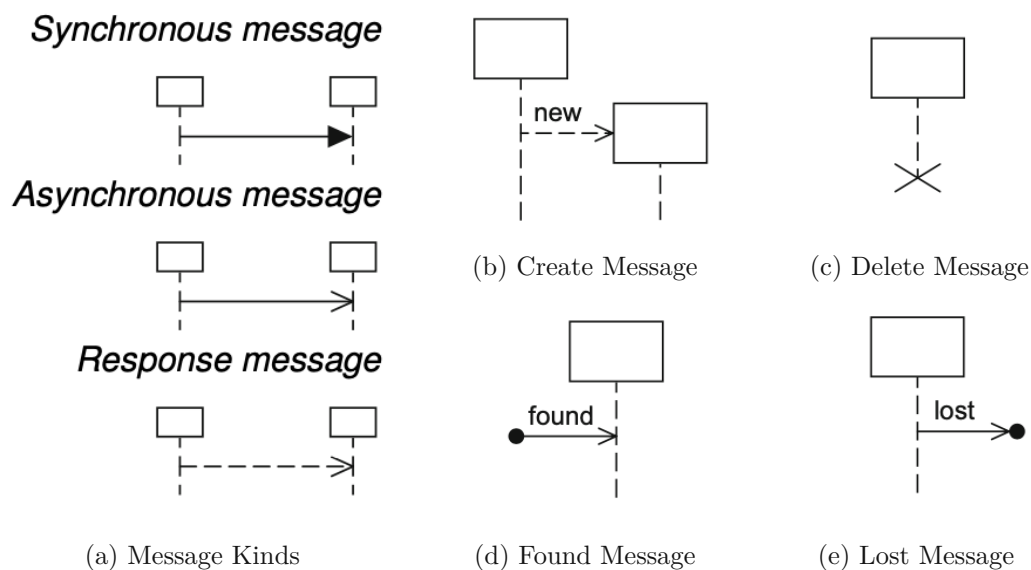 Synchronous message
Asynchronous message
Response message
(a) Message Kinds
new
(b) Create Message
(c) Delete Message
found
(d) Found Message
lost
(e) Lost Message